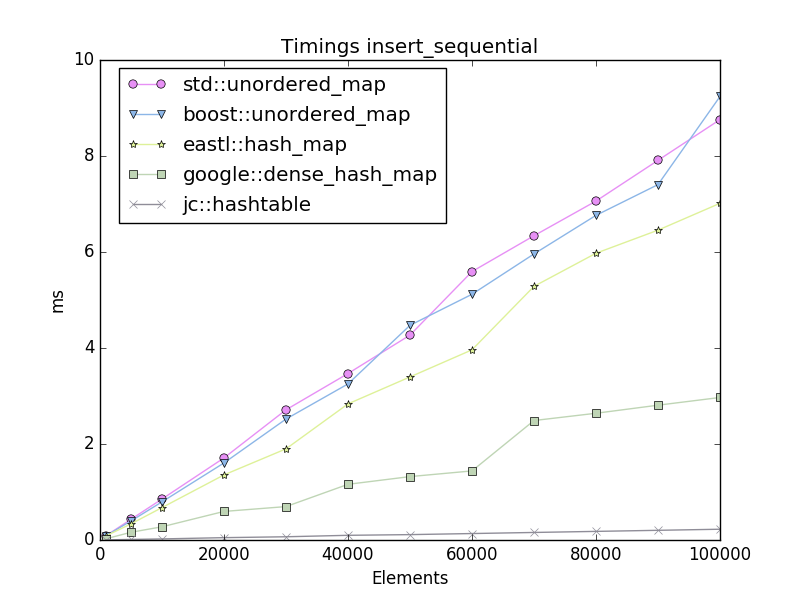 Timings insert_sequential
10
8
6
4
2
0
ms
std::unordered_map
boost::unordered_map
eastl::hash_map
google::dense_hash_map
jc::hashtable
0 20000 40000 60000 80000 100000
Elements